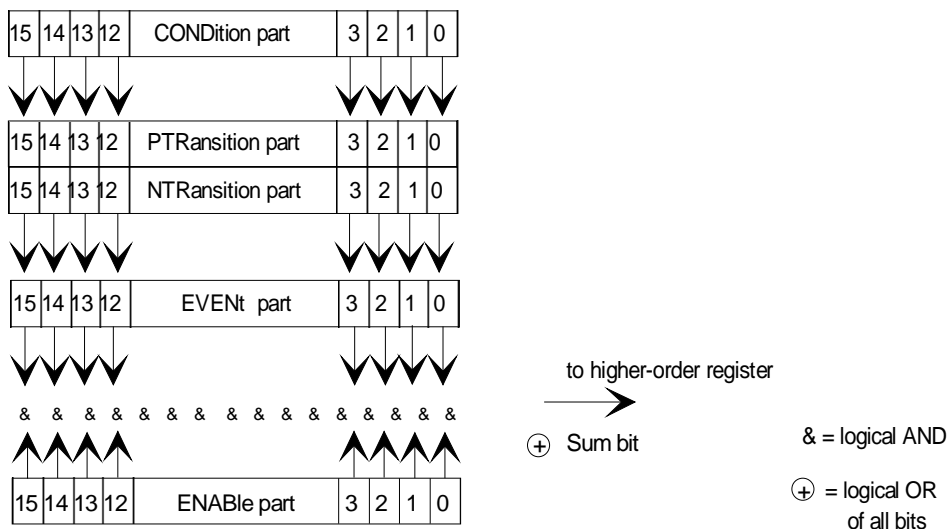 15 14 13 12 CONDition part 3 2 1 0
15 14 13 12 PTRansition part 3 2 1 0
15 14 13 12 NTRansition part 3 2 1 0
15 14 13 12 EVENt part 3 2 1 0
to higher-order register
& & & & & & & & & & & & & & & &
⊕ Sum bit
& = logical AND
15 14 13 12 ENABle part 3 2 1 0
⊕ = logical OR
of all bits